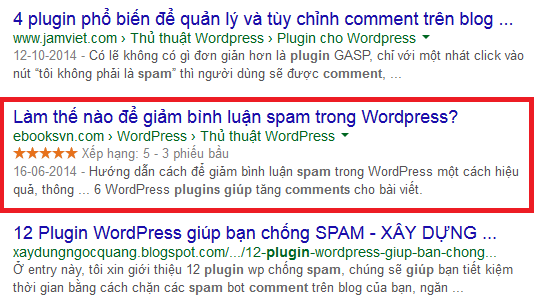 4 plugin phổ biến để quản lý và tùy chỉnh comment trên blog ...
www.jamviet.com › Thủ thuật Wordpress › Plugin cho Wordpress
12-10-2014 - Có lẽ không có gì đơn giản hơn là plugin GASP, chỉ với một nhát click vào
nút “tôi không phải là spam” thì người dùng sẽ được comment, ...
Làm thế nào để giảm bình luận spam trong Wordpress?
ebooksvn.com › WordPress › Thủ thuật WordPress
★★★★★ Xếp hạng: 5 - 3 phiếu bầu
16-06-2014 - Hướng dẫn cách để giảm bình luận spam trong WordPress một cách hiệu
quả, thông ... 6 WordPress plugins giúp tăng comments cho bài viết.
12 Plugin WordPress giúp bạn chống SPAM - XÂY DỰNG ...
xaydungngocquang.blogspot.com/.../12-plugin-wordpress-giup-ban-chong...
Ở entry này, tôi xin giới thiệu 12 plugin wp chống spam, chúng sẽ giúp bạn tiết kiệm
thời gian bằng cách chặn các spam bot comment trên blog của bạn, ngăn ...